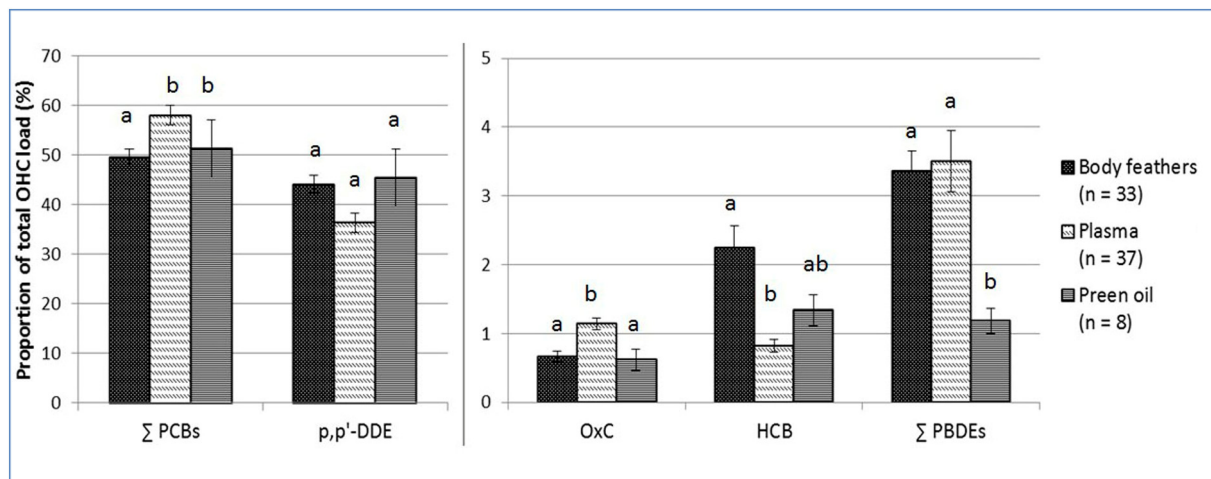 Proportion of total OHC load (%)
70
60
50
40
30
20
10
0
a
b
b
a
a
a
∑ PCBs
p,p'-DDE
5
4
3
2
1
0
a
b
a
a
b
ab
a
a
b
OxC
HCB
∑ PBDEs
Body feathers
(n = 33)
Plasma
(n = 37)
Preen oil
(n = 8)